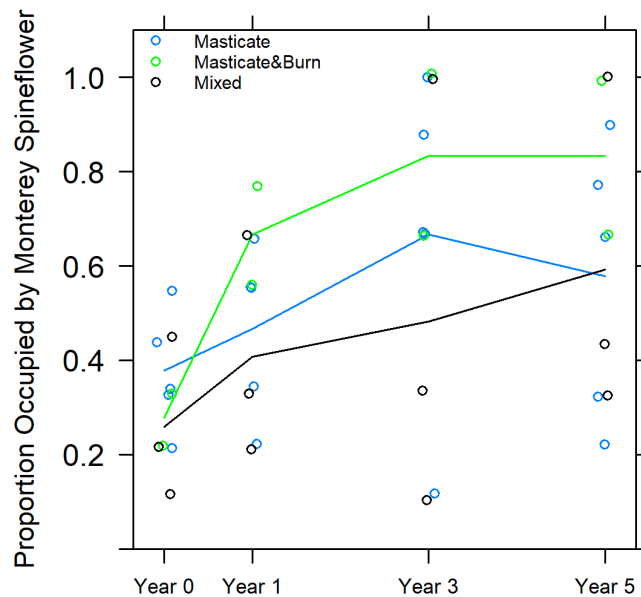 Masticate
Masticate&Burn
Mixed
Proportion Occupied by Monterey Spineflower
1.0
0.8
0.6
0.4
0.2
Year 0 Year 1 Year 3 Year 5